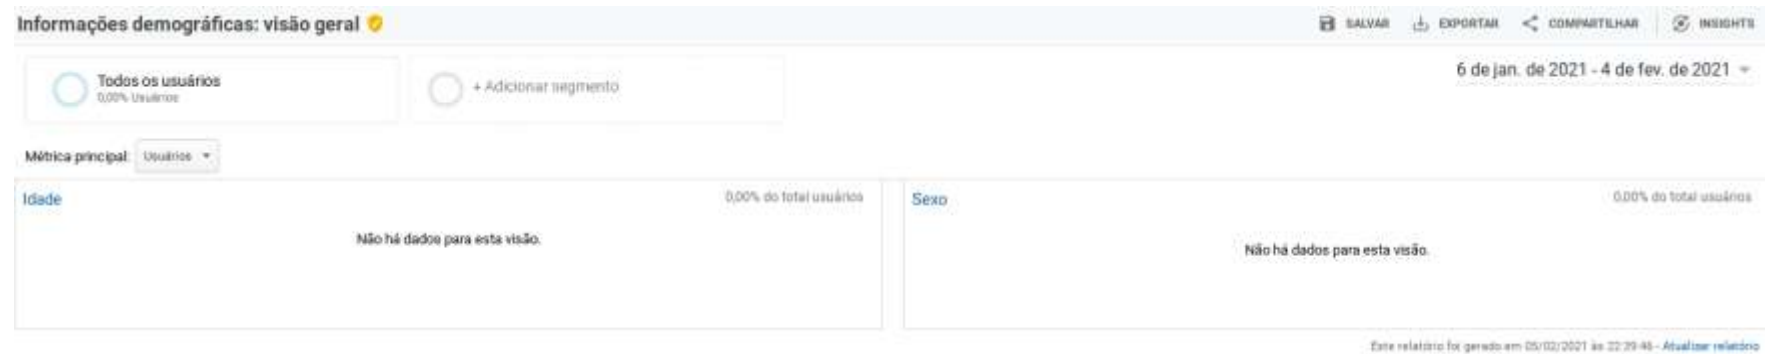 Informações demográficas: visão geral
SALVAR EXPORTAR COMPARTILHAR INSIGHTS
Todos os usuários
0,00% Usuários
+ Adicionar segmento
6 de jan. de 2021 - 4 de fev. de 2021
Métrica principal: Usuários
Idade
0,00% do total usuários
Não há dados para esta visão.
Sexo
0,00% do total usuários
Não há dados para esta visão.
Este relatório foi gerado em 05/02/2021 às 22:39:46 - Atualizar relatório